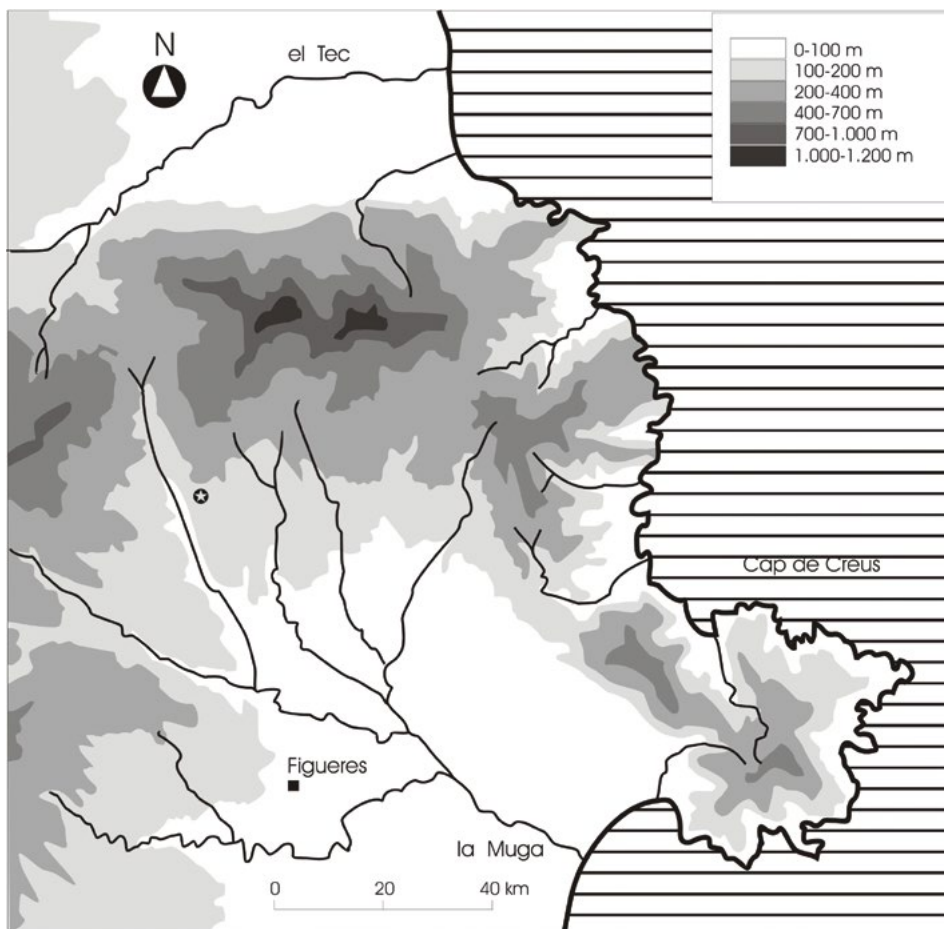 N
el Tec
0-100 m
100-200 m
200-400 m
400-700 m
700-1.000 m
1.000-1.200 m
Cap de Creus
Figueres
la Muga
0 20 40 km